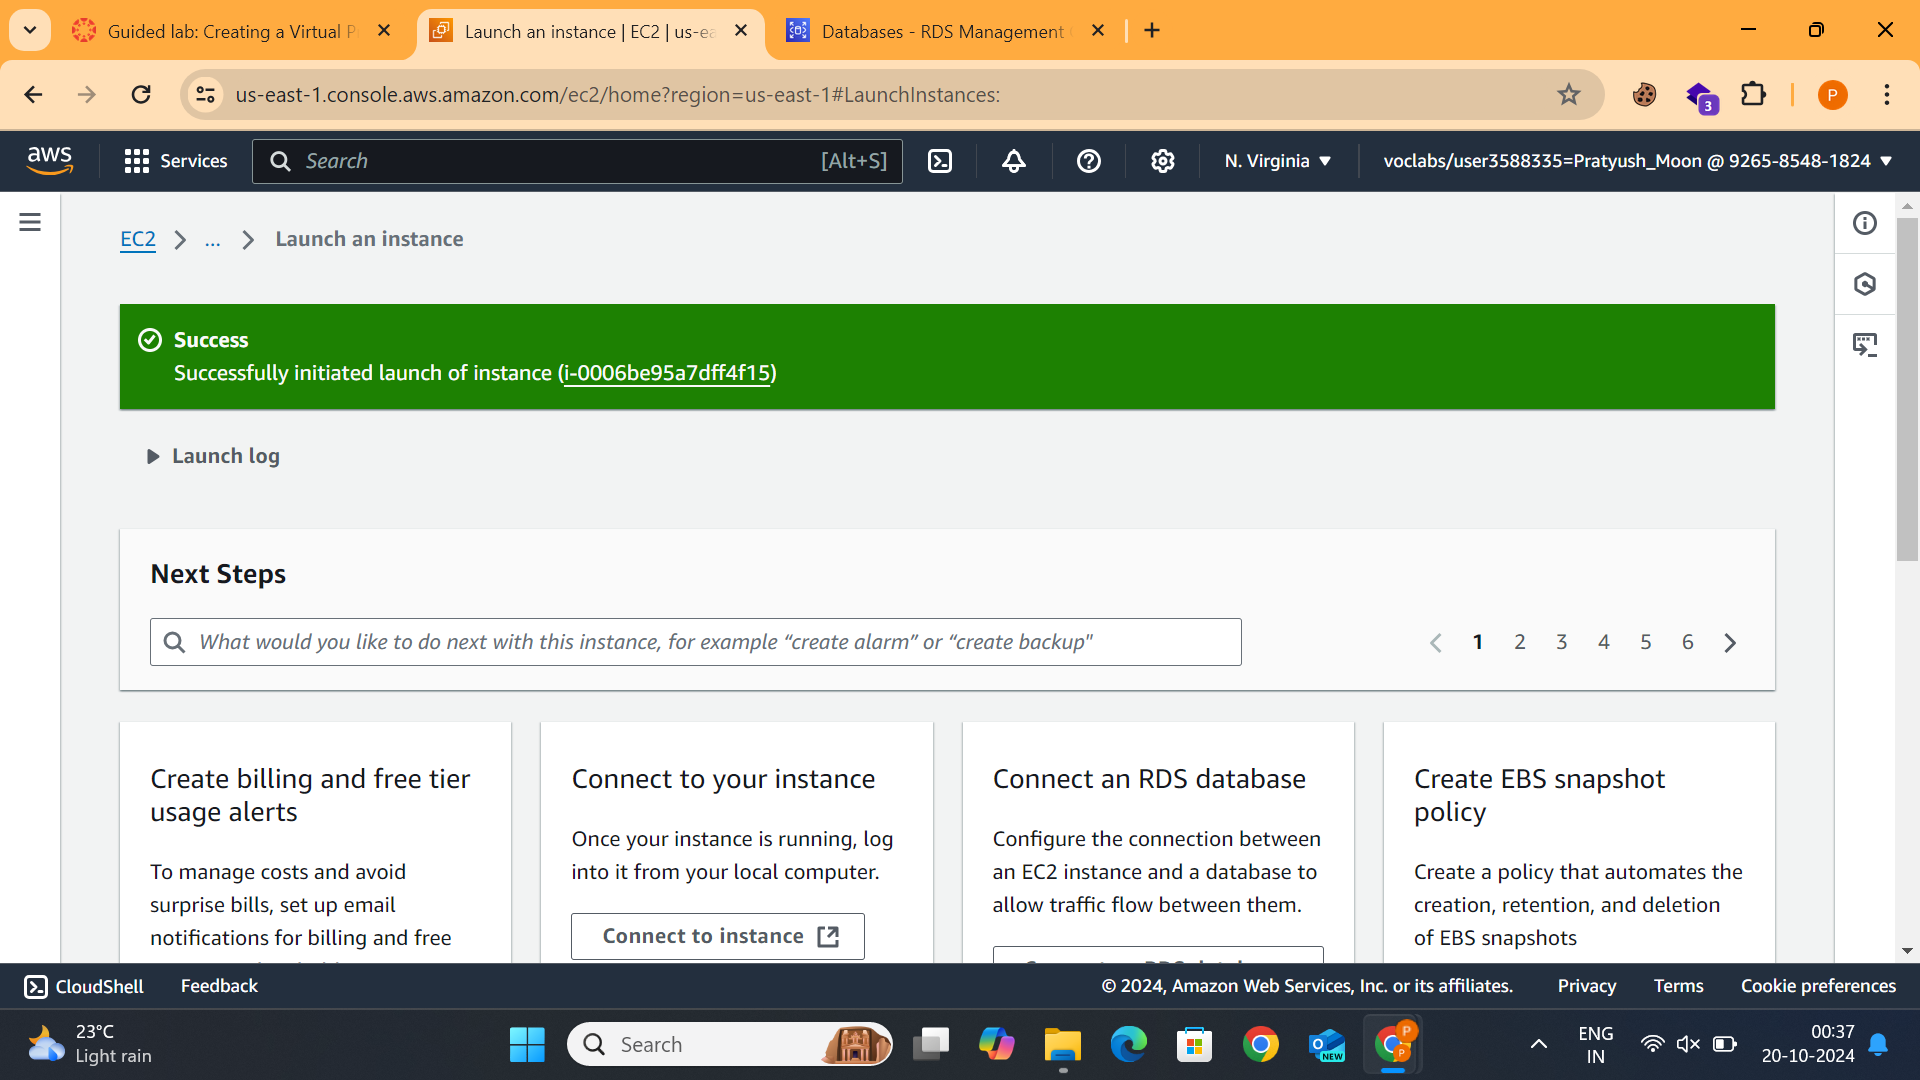 Guided lab: Creating a Virtual P
Launch an instance | EC2 | us-ea
Databases - RDS Management
us-east-1.console.aws.amazon.com/ec2/home?region=us-east-1#LaunchInstances:
3
P
aws
Services
Search
[Alt+S]
N. Virginia
voclabs/user3588335=Pratyush_Moon @ 9265-8548-1824
EC2
...
Launch an instance
Success
Successfully initiated launch of instance (i-0006be95a7dff4f15)
Launch log
Next Steps
What would you like to do next with this instance, for example “create alarm” or “create backup"
1 2 3 4 5 6
Create billing and free tier
usage alerts
To manage costs and avoid
surprise bills, set up email
notifications for billing and free
Connect to your instance
Once your instance is running, log
into it from your local computer.
Connect to instance
Connect an RDS database
Configure the connection between
an EC2 instance and a database to
allow traffic flow between them.
Create EBS snapshot
policy
Create a policy that automates the
creation, retention, and deletion
of EBS snapshots
CloudShell
Feedback
© 2024, Amazon Web Services, Inc. or its affiliates.
Privacy
Terms
Cookie preferences
23°C
Light rain
Search
NEW
P
P
ENG
IN
00:37
20-10-2024